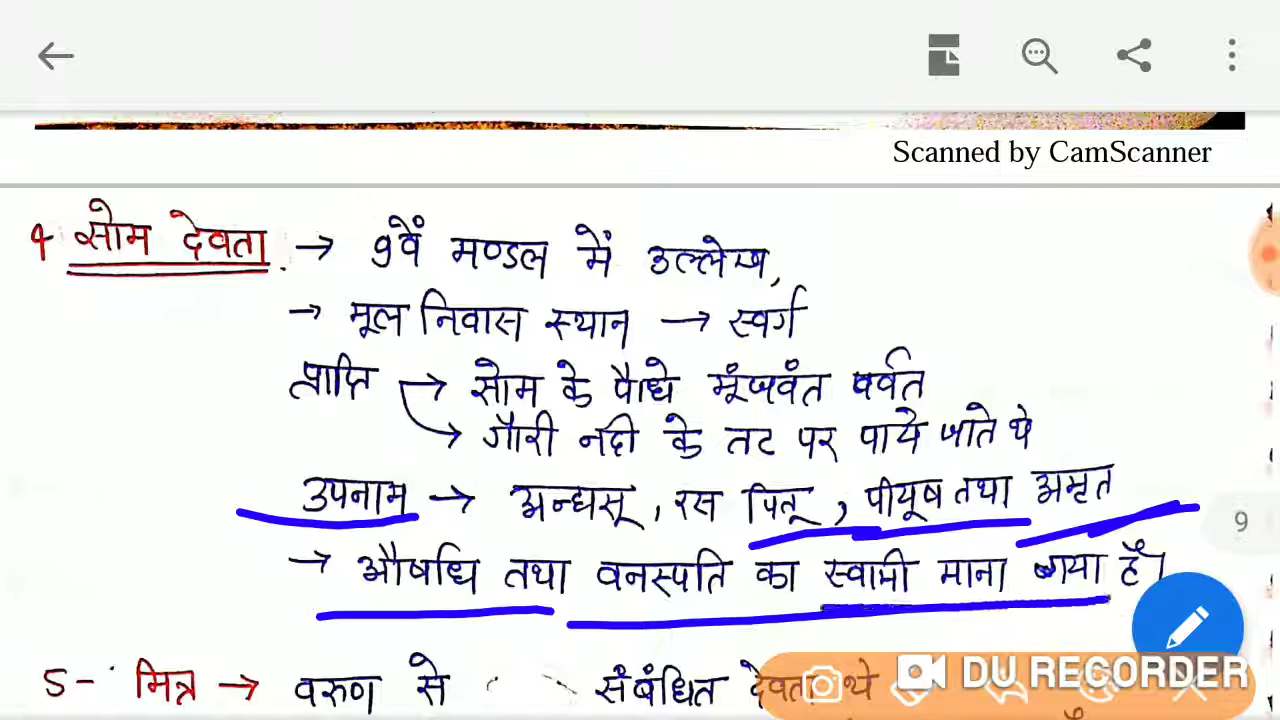 Scanned by CamScanner
4 सोम देवता → 9वें मण्डल में उल्लेख,
→ मूल निवास स्थान → स्वर्ग
प्राप्ति → सोम के पौधे मूंजवंत पर्वत
→ गौरी नदी के तट पर पाये जाते थे
उपनाम → अन्धसू, रस पितू, पीयूष तथा अमृत
→ औषधि तथा वनस्पति का स्वामी माना गया है।
9
5- मित्र → वरुण से संबंधित देवता थे
DU RECORDER